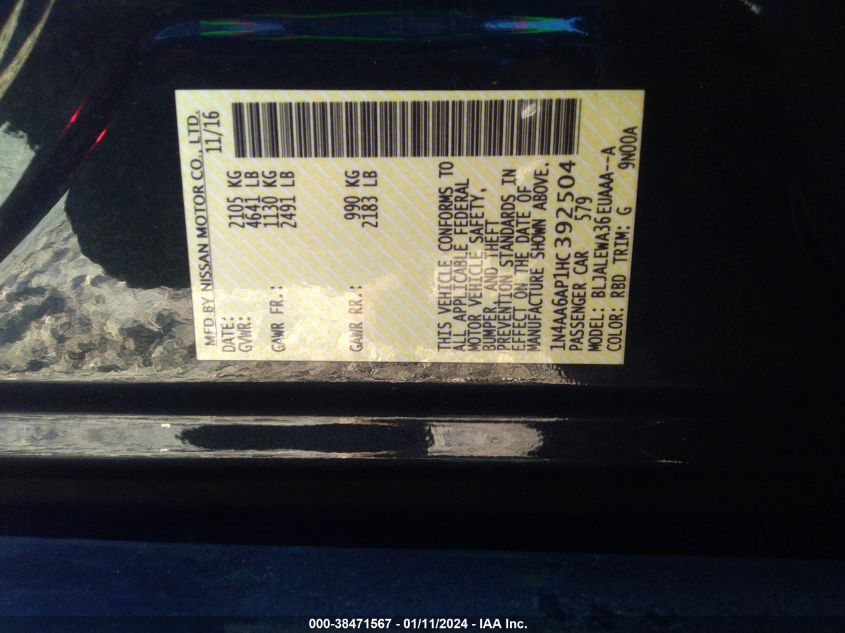 MFD BY NISSAN MOTOR CO., LTD.
DATE: 11/16
GVWR: 2105 KG
4641 LB
GAWR FR.: 1130 KG
2491 LB
GAWR RR.: 990 KG
2183 LB
THIS VEHICLE CONFORMS TO
ALL APPLICABLE FEDERAL
MOTOR VEHICLE SAFETY,
BUMPER, AND THEFT
PREVENTION STANDARDS IN
EFFECT ON THE DATE OF
MANUFACTURE SHOWN ABOVE.
1N4AA6AP1HC392504
PASSENGER CAR 579
MODEL: BLJALEWA36EUAAA--A
COLOR: RBD TRIM: G 9N00A
000-38471567 - 01/11/2024 - IAA Inc.